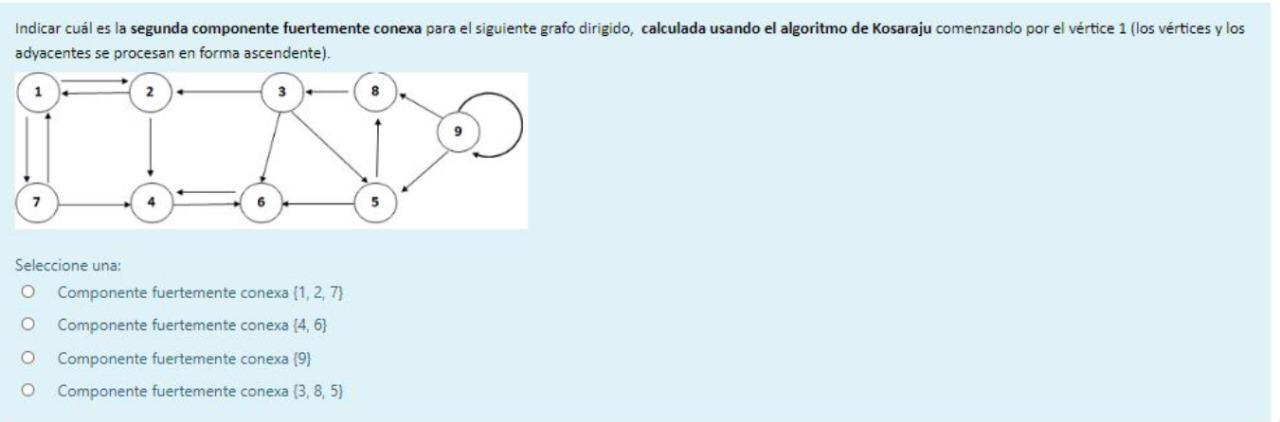 Indicar cuál es la segunda componente fuertemente conexa para el siguiente grafo dirigido, calculada usando el algoritmo de Kosaraju comenzando por el vértice 1 (los vértices y los
adyacentes se procesan en forma ascendente).
1 2 3 8
9
7 4 6 5
Seleccione una:
Componente fuertemente conexa {1, 2, 7}
Componente fuertemente conexa {4, 6}
Componente fuertemente conexa {9}
Componente fuertemente conexa {3, 8, 5}